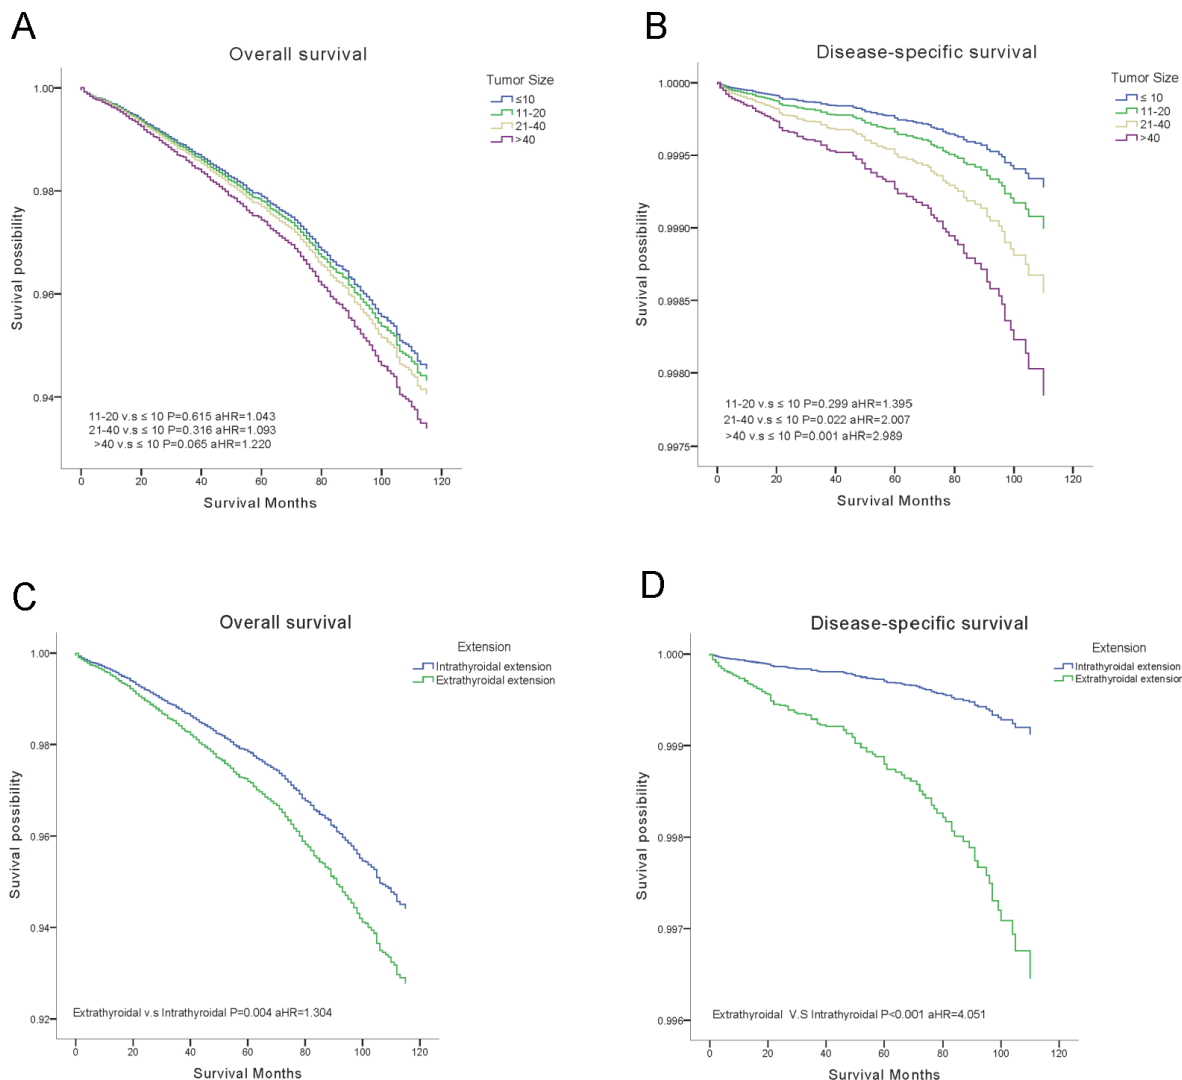 A
Overall survival
Tumor Size
≤10
11-20
21-40
>40
Suvival possibility
1.00
0.98
0.96
0.94
11-20 v.s ≤ 10 P=0.615 aHR=1.043
21-40 v.s ≤ 10 P=0.316 aHR=1.093
>40 v.s ≤ 10 P=0.065 aHR=1.220
0 20 40 60 80 100 120
Survival Months
B
Disease-specific survival
Tumor Size
≤ 10
11-20
21-40
>40
Suvival possibility
1.0000
0.9995
0.9990
0.9985
0.9980
0.9975
11-20 v.s ≤ 10 P=0.299 aHR=1.395
21-40 v.s ≤ 10 P=0.022 aHR=2.007
>40 v.s ≤ 10 P=0.001 aHR=2.989
0 20 40 60 80 100 120
Survival Months
C
Overall survival
Extension
Intrathyroidal extension
Extrathyroidal extension
Suvival possibility
1.00
0.98
0.96
0.94
0.92
Extrathyroidal v.s Intrathyroidal P=0.004 aHR=1.304
0 20 40 60 80 100 120
Survival Months
D
Disease-specific survival
Extension
Intrathyroidal extension
Extrathyroidal extension
Suvival possibility
1.000
0.999
0.998
0.997
0.996
Extrathyroidal V.S Intrathyroidal P<0.001 aHR=4.051
0 20 40 60 80 100 120
Survival Months